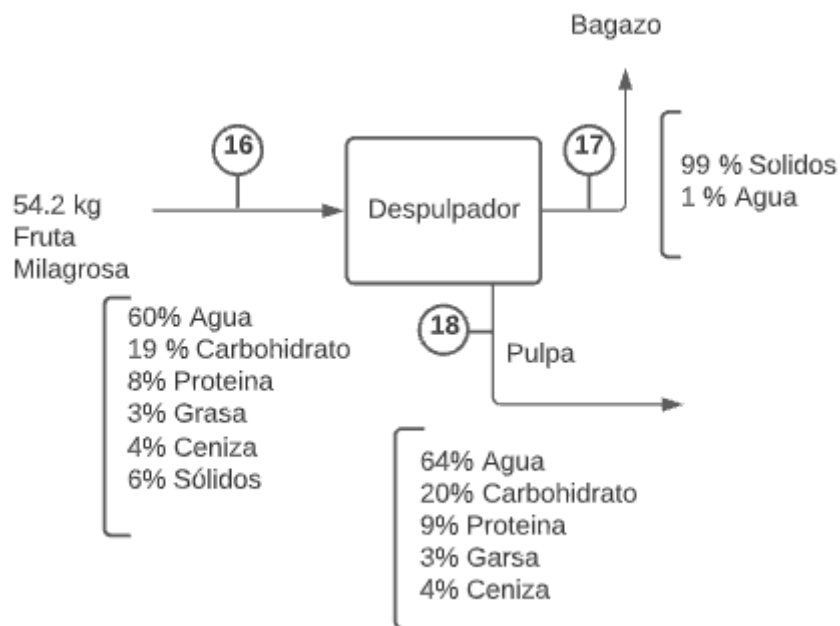 Bagazo
16
17
99 % Solidos
1 % Agua
54.2 kg
Fruta
Milagrosa
Despulpador
60% Agua
19 % Carbohidrato
8% Proteina
3% Grasa
4% Ceniza
6% Sólidos
18
Pulpa
64% Agua
20% Carbohidrato
9% Proteina
3% Garsa
4% Ceniza